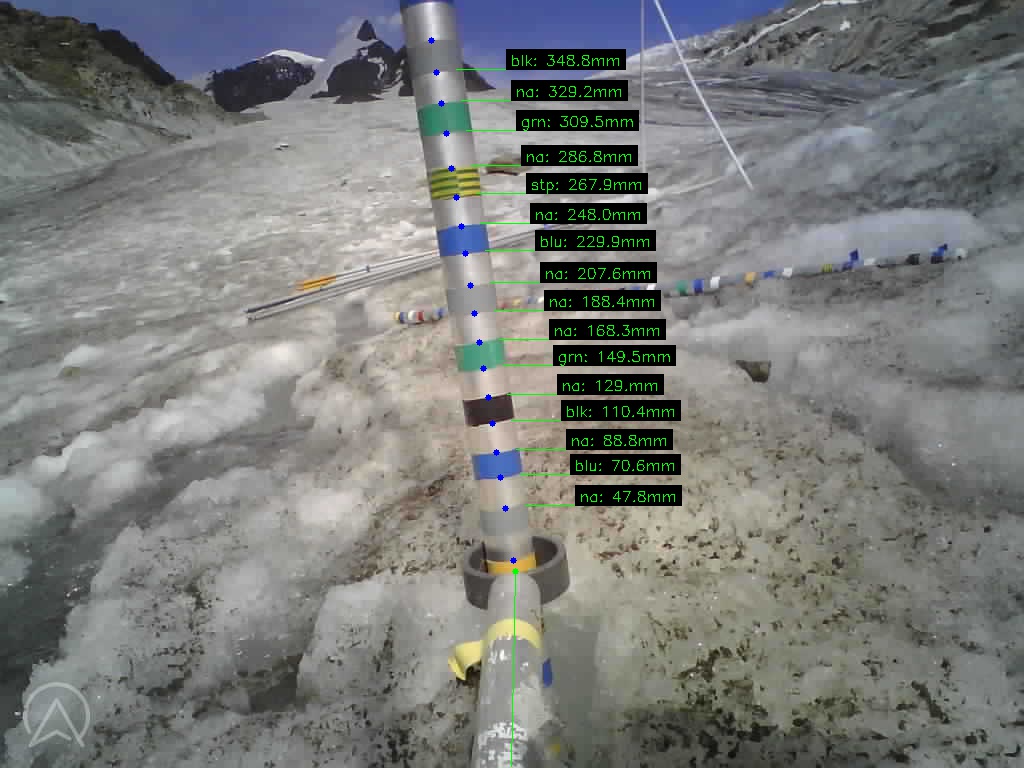 blk: 348.8mm
na: 329.2mm
grn: 309.5mm
na: 286.8mm
stp: 267.9mm
na: 248.0mm
blu: 229.9mm
na: 207.6mm
na: 188.4mm
na: 168.3mm
grn: 149.5mm
na: 129.mm
blk: 110.4mm
na: 88.8mm
blu: 70.6mm
na: 47.8mm